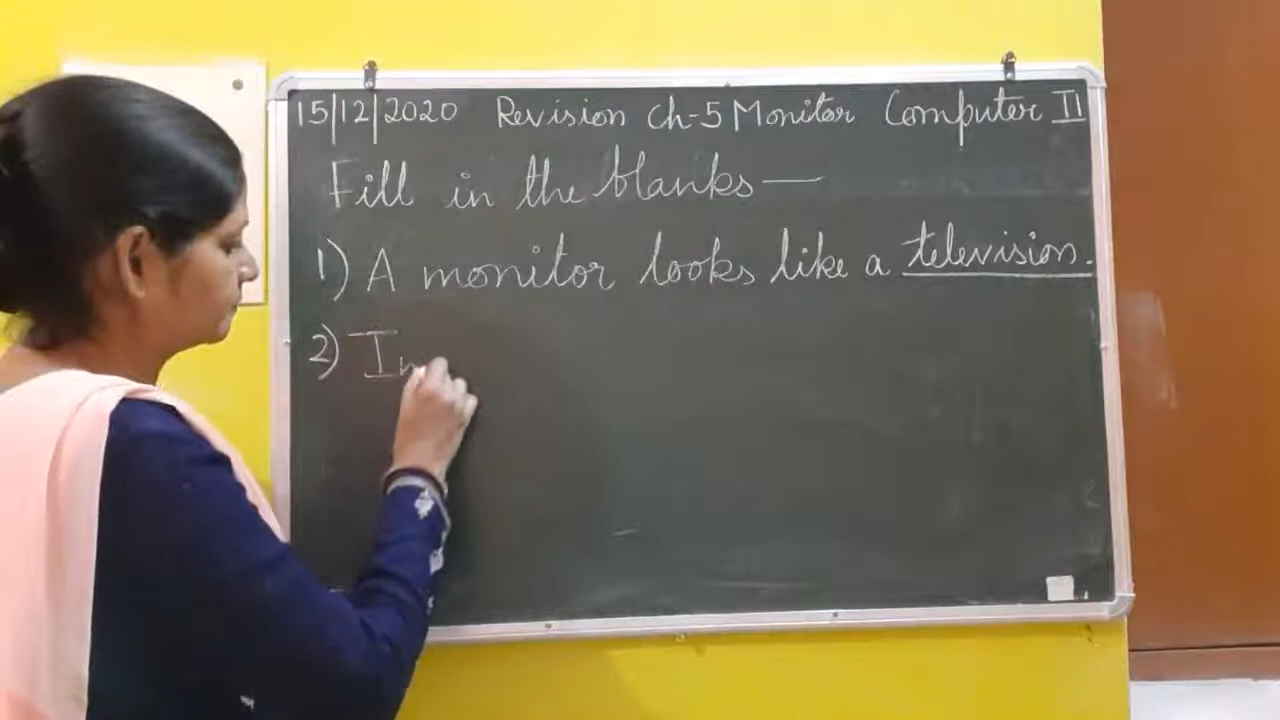 15/12/2020 Revision Ch-5 Monitor Computer II
Fill in the blanks —
1) A monitor looks like a television.
2) In